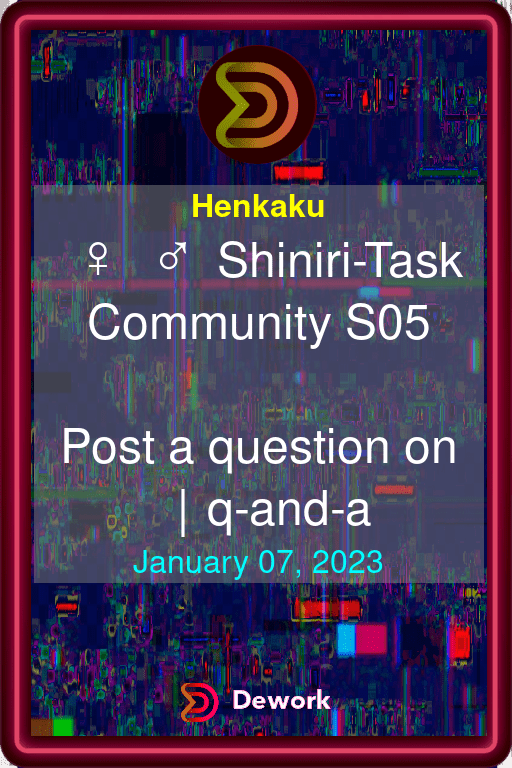 Henkaku
♀ ♂ Shiniri-Task
Community S05
Post a question on
| q-and-a
January 07, 2023
Dework